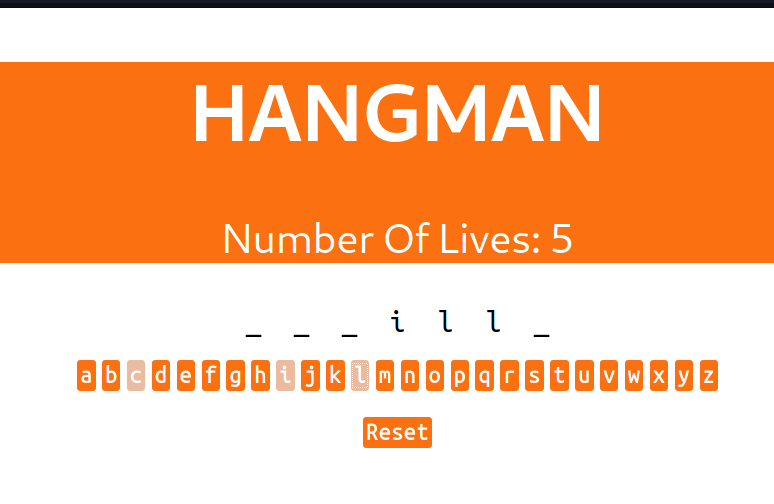 HANGMAN
Number Of Lives: 5
_ _ _ i l l _
a b c d e f g h i j k l m n o p q r s t u v w x y z
Reset